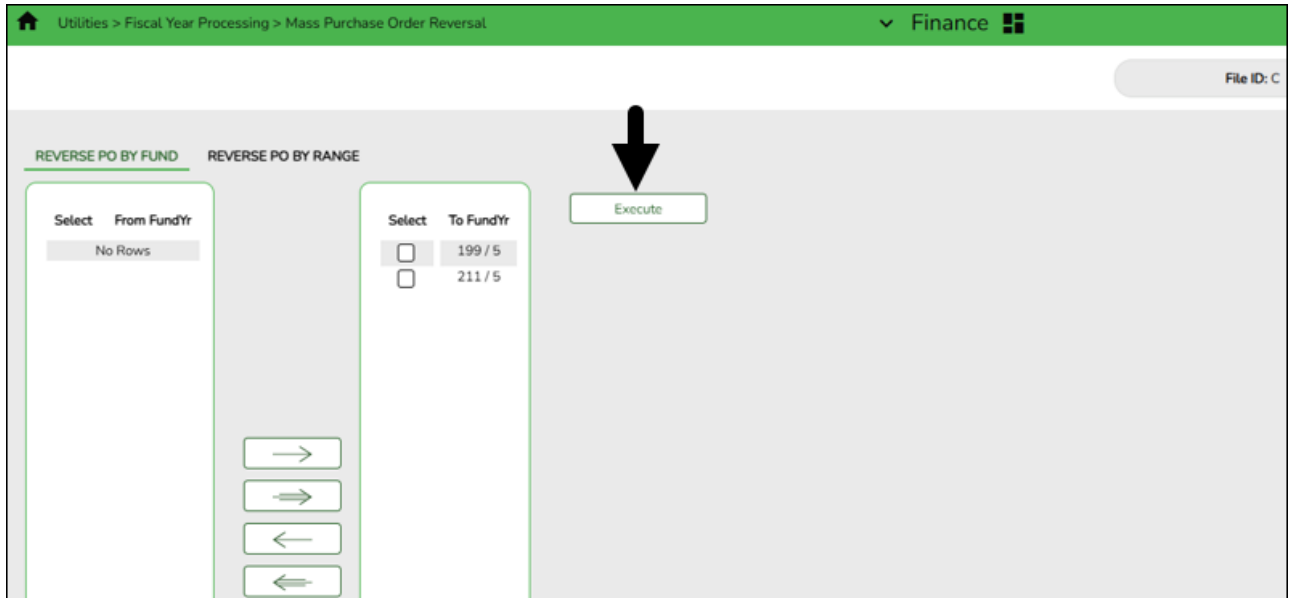 Utilities > Fiscal Year Processing > Mass Purchase Order Reversal
Finance
File ID: C
REVERSE PO BY FUND
REVERSE PO BY RANGE
Select From FundYr
No Rows
Select To FundYr
199 / 5
211 / 5
Execute